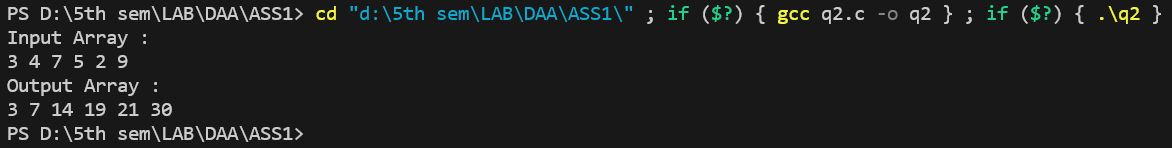 PS D:\5th sem\LAB\DAA\ASS1> cd "d:\5th sem\LAB\DAA\ASS1\" ; if ($?) { gcc q2.c -o q2 } ; if ($?) { .\q2 }
Input Array :
3 4 7 5 2 9
Output Array :
3 7 14 19 21 30
PS D:\5th sem\LAB\DAA\ASS1>